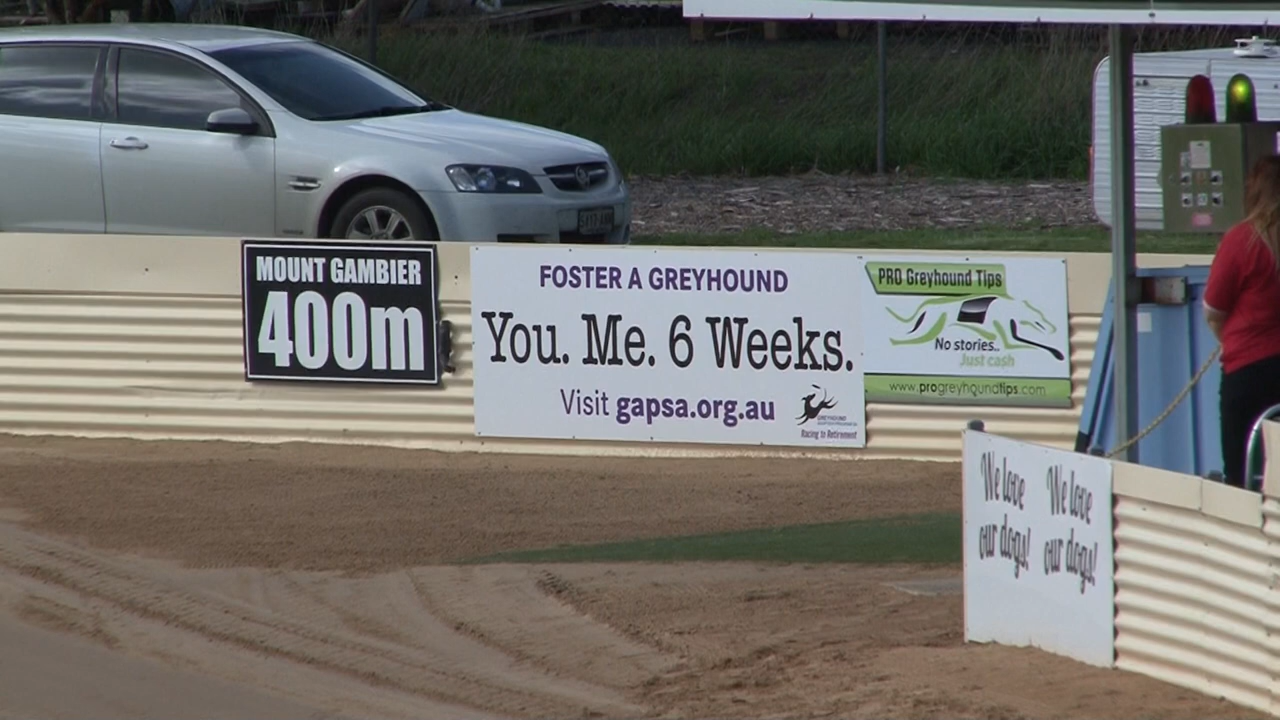 MOUNT GAMBIER
400m
FOSTER A GREYHOUND
You. Me. 6 Weeks.
Visit gapsa.org.au
GREYHOUND
Racing to Retirement
PRO Greyhound Tips
No stories..
Just cash
www.progreyhoundtips.com
We love
our dogs!
We love
our dogs!